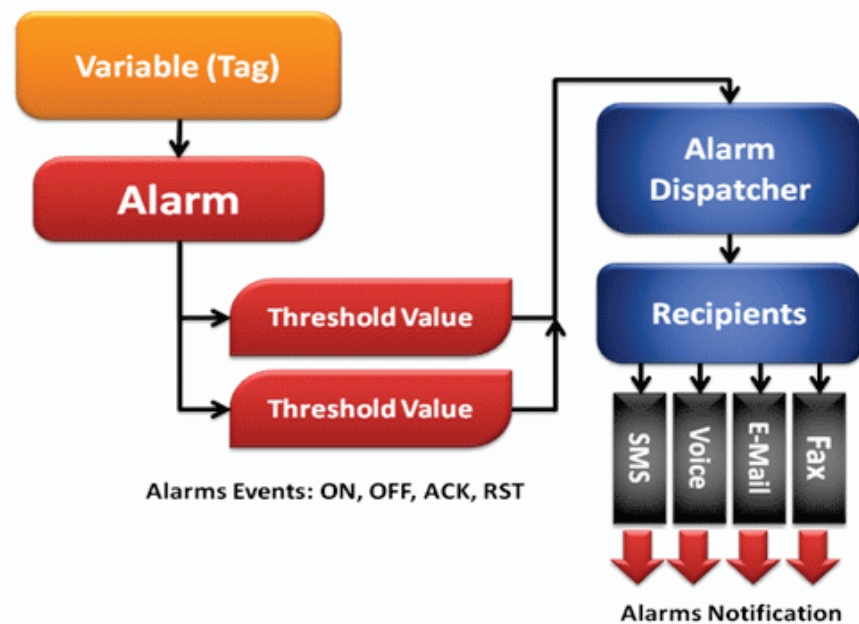 Variable (Tag)
Alarm
Threshold Value
Threshold Value
Alarms Events: ON, OFF, ACK, RST
Alarm
Dispatcher
Recipients
SMS
Voice
E-Mail
Fax
Alarms Notification